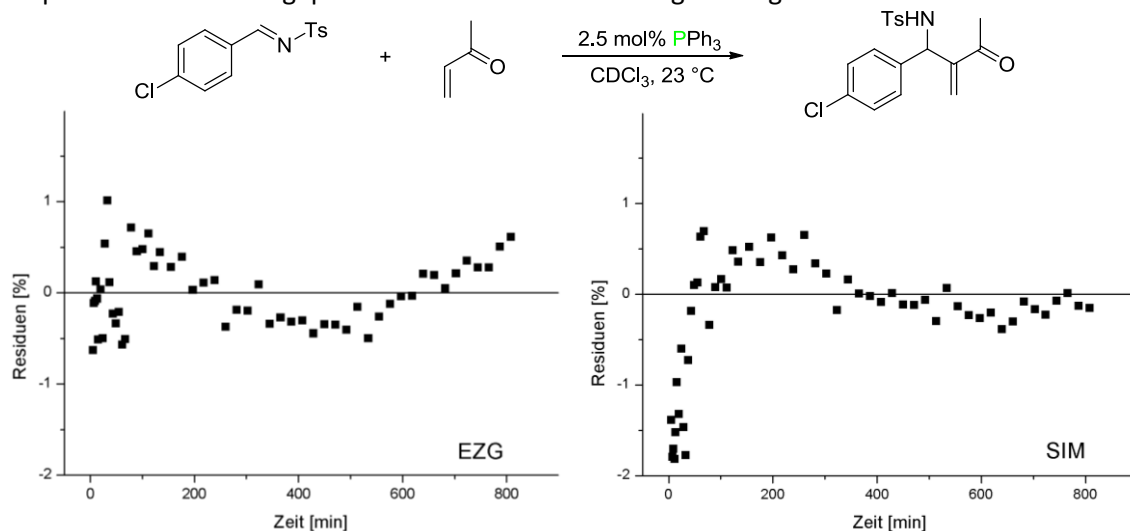 Ts
N
Cl
+
O
2.5 mol% PPh3
CDCl3, 23 °C
TsHN
O
Cl
Residuen [%]
1
0
-1
-2
EZG
0 200 400 600 800
Zeit [min]
Residuen [%]
1
0
-1
-2
SIM
0 200 400 600 800
Zeit [min]